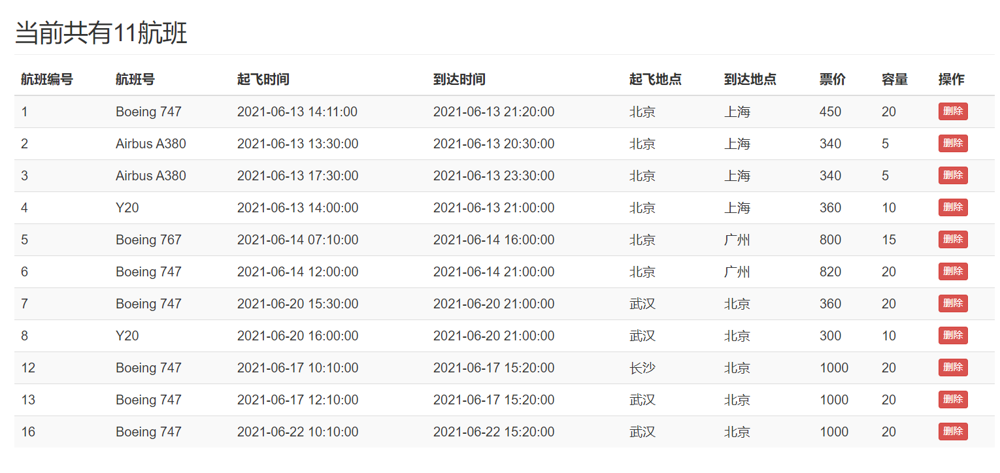 当前共有11航班
航班编号 航班号 起飞时间 到达时间 起飞地点 到达地点 票价 容量 操作
1 Boeing 747 2021-06-13 14:11:00 2021-06-13 21:20:00 北京 上海 450 20 删除
2 Airbus A380 2021-06-13 13:30:00 2021-06-13 20:30:00 北京 上海 340 5 删除
3 Airbus A380 2021-06-13 17:30:00 2021-06-13 23:30:00 北京 上海 340 5 删除
4 Y20 2021-06-13 14:00:00 2021-06-13 21:00:00 北京 上海 360 10 删除
5 Boeing 767 2021-06-14 07:10:00 2021-06-14 16:00:00 北京 广州 800 15 删除
6 Boeing 747 2021-06-14 12:00:00 2021-06-14 21:00:00 北京 广州 820 20 删除
7 Boeing 747 2021-06-20 15:30:00 2021-06-20 21:00:00 武汉 北京 360 20 删除
8 Y20 2021-06-20 16:00:00 2021-06-20 21:00:00 武汉 北京 300 10 删除
12 Boeing 747 2021-06-17 10:10:00 2021-06-17 15:20:00 长沙 北京 1000 20 删除
13 Boeing 747 2021-06-17 12:10:00 2021-06-17 15:20:00 武汉 北京 1000 20 删除
16 Boeing 747 2021-06-22 10:10:00 2021-06-22 15:20:00 武汉 北京 1000 20 删除